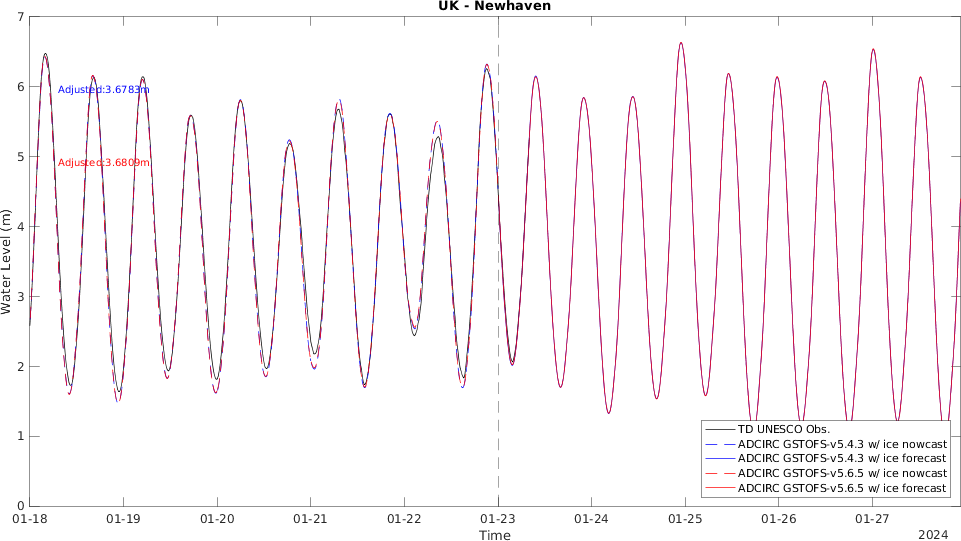 UK - Newhaven
7
6
5
4
3
2
1
0
Water Level (m)
Adjusted:3.6783m
Adjusted:3.6809m
TD UNESCO Obs.
ADCIRC GSTOFS-v5.4.3 w/ ice nowcast
ADCIRC GSTOFS-v5.4.3 w/ ice forecast
ADCIRC GSTOFS-v5.6.5 w/ ice nowcast
ADCIRC GSTOFS-v5.6.5 w/ ice forecast
01-18 01-19 01-20 01-21 01-22 01-23 01-24 01-25 01-26 01-27
Time
2024